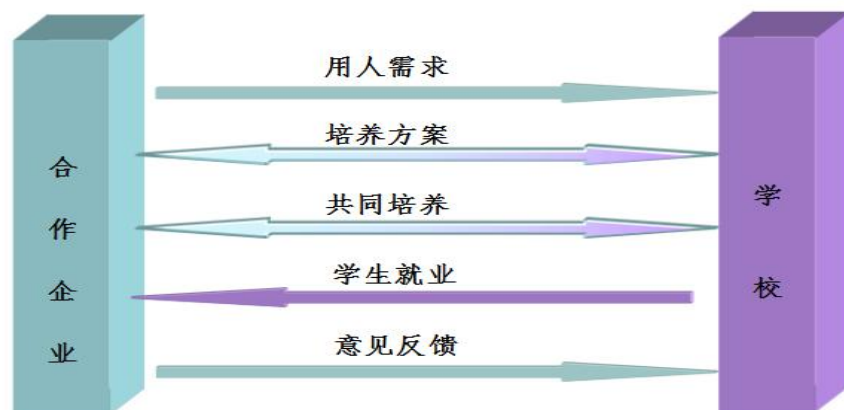 用人需求
培养方案
共同培养
学生就业
意见反馈
合作企业
学校